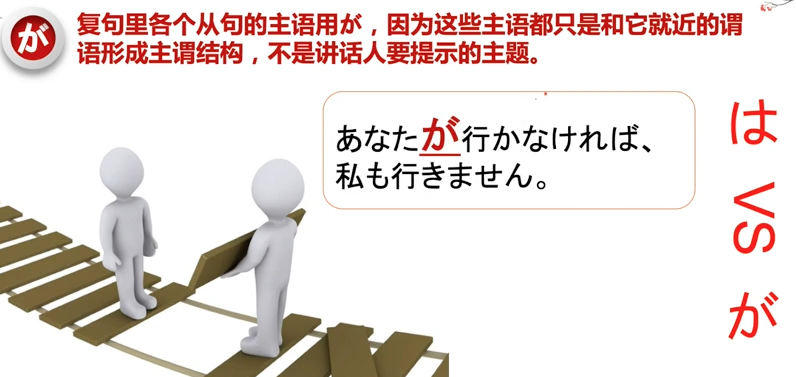 が
复句里各个从句的主语用が，因为这些主语都只是和它就近的谓
语形成主谓结构，不是讲话人要提示的主题。
あなたが行かなければ、
私も行きません。
は VS が